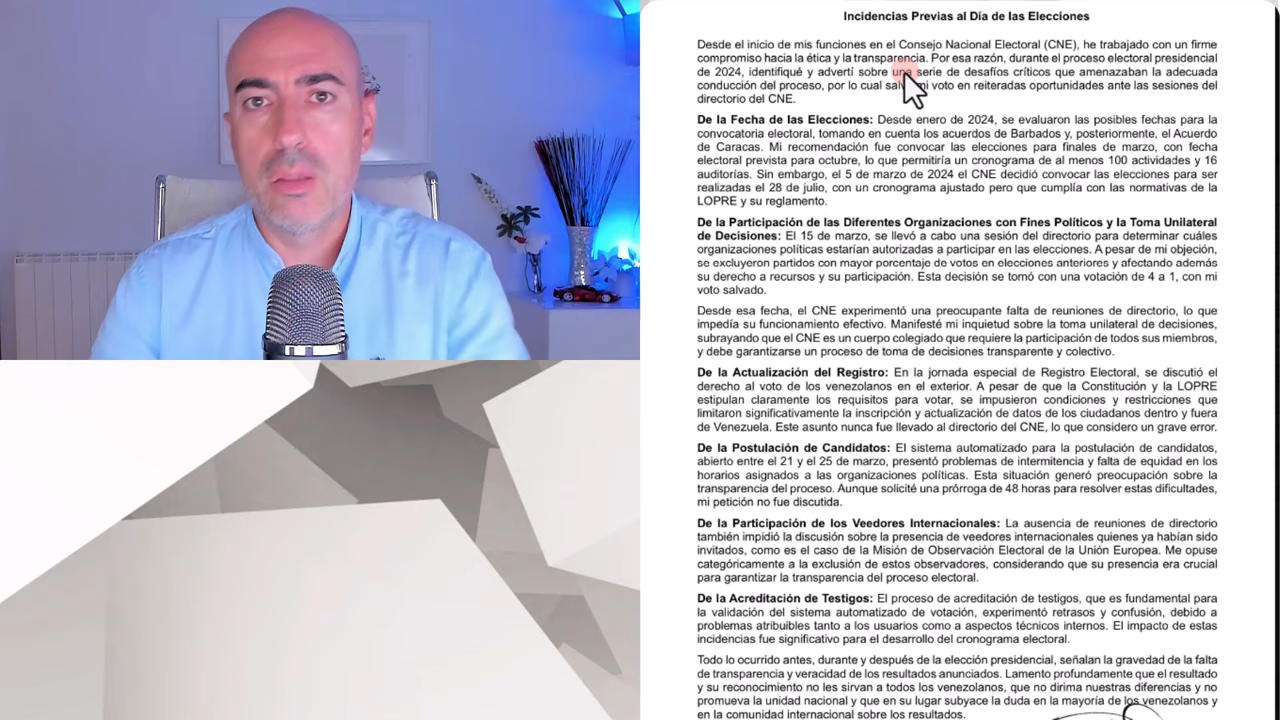 Incidencias Previas al Día de las Elecciones
Desde el inicio de mis funciones en el Consejo Nacional Electoral (CNE), he trabajado con un firme
compromiso hacia la ética y la transparencia. Por esa razón, durante el proceso electoral presidencial
de 2024, identifiqué y advertí sobre una serie de desafíos críticos que amenazaban la adecuada
conducción del proceso, por lo cual salvé mi voto en reiteradas oportunidades ante las sesiones del
directorio del CNE.
De la Fecha de las Elecciones: Desde enero de 2024, se evaluaron las posibles fechas para la
convocatoria electoral, tomando en cuenta los acuerdos de Barbados y, posteriormente, el Acuerdo
de Caracas. Mi recomendación fue convocar las elecciones para finales de marzo, con fecha
electoral prevista para octubre, lo que permitiría un cronograma de al menos 100 actividades y 16
auditorías. Sin embargo, el 5 de marzo de 2024 el CNE decidió convocar las elecciones para ser
realizadas el 28 de julio, con un cronograma ajustado pero que cumplía con las normativas de la
LOPRE y su reglamento.
De la Participación de las Diferentes Organizaciones con Fines Políticos y la Toma Unilateral
de Decisiones: El 15 de marzo, se llevó a cabo una sesión del directorio para determinar cuáles
organizaciones políticas estarían autorizadas a participar en las elecciones. A pesar de mi objeción,
se excluyeron partidos con mayor porcentaje de votos en elecciones anteriores y afectando además
su derecho a recursos y su participación. Esta decisión se tomó con una votación de 4 a 1, con mi
voto salvado.
Desde esa fecha, el CNE experimentó una preocupante falta de reuniones de directorio, lo que
impedía su funcionamiento efectivo. Manifesté mi inquietud sobre la toma unilateral de decisiones,
subrayando que el CNE es un cuerpo colegiado que requiere la participación de todos sus miembros,
y debe garantizarse un proceso de toma de decisiones transparente y colectivo.
De la Actualización del Registro: En la jornada especial de Registro Electoral, se discutió el
derecho al voto de los venezolanos en el exterior. A pesar de que la Constitución y la LOPRE
estipulan claramente los requisitos para votar, se impusieron condiciones y restricciones que
limitaron significativamente la inscripción y actualización de datos de los ciudadanos dentro y fuera
de Venezuela. Este asunto nunca fue llevado al directorio del CNE, lo que considero un grave error.
De la Postulación de Candidatos: El sistema automatizado para la postulación de candidatos,
abierto entre el 21 y el 25 de marzo, presentó problemas de intermitencia y falta de equidad en los
horarios asignados a las organizaciones políticas. Esta situación generó preocupación sobre la
transparencia del proceso. Aunque solicité una prórroga de 48 horas para resolver estas dificultades,
mi petición no fue discutida.
De la Participación de los Veedores Internacionales: La ausencia de reuniones de directorio
también impidió la discusión sobre la presencia de veedores internacionales quienes ya habían sido
invitados, como es el caso de la Misión de Observación Electoral de la Unión Europea. Me opuse
categóricamente a la exclusión de estos observadores, considerando que su presencia era crucial
para garantizar la transparencia del proceso electoral.
De la Acreditación de Testigos: El proceso de acreditación de testigos, que es fundamental para
la validación del sistema automatizado de votación, experimentó retrasos y confusión, debido a
problemas atribuibles tanto a los usuarios como a aspectos técnicos internos. El impacto de estas
incidencias fue significativo para el desarrollo del cronograma electoral.
Todo lo ocurrido antes, durante y después de la elección presidencial, señalan la gravedad de la falta
de transparencia y veracidad de los resultados anunciados. Lamento profundamente que el resultado
y su reconocimiento no les sirvan a todos los venezolanos, que no dirima nuestras diferencias y no
promueva la unidad nacional y que en su lugar subyace la duda en la mayoría de los venezolanos y
en la comunidad internacional sobre los resultados.